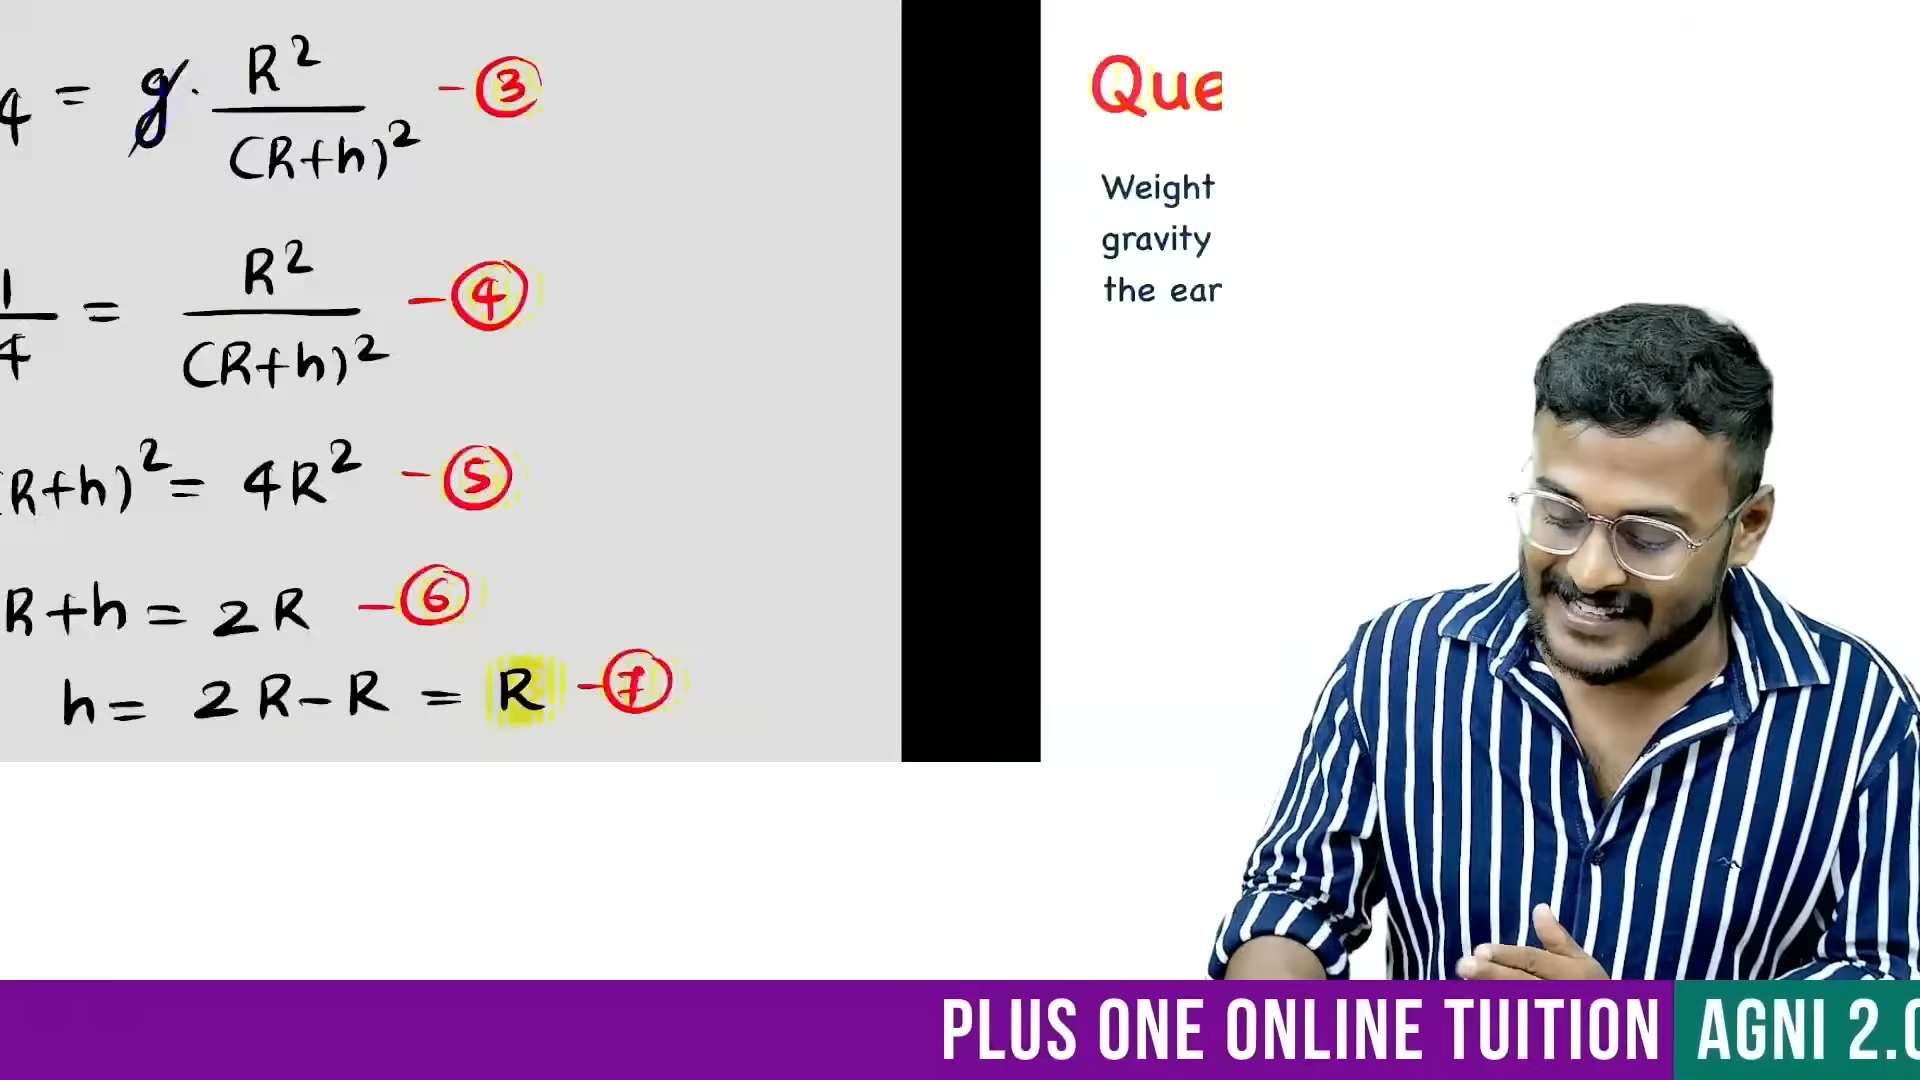 4 = g · R² / (R+h)² - ③
1/4 = R² / (R+h)² - ④
(R+h)² = 4R² - ⑤
R+h = 2R - ⑥
h = 2R-R = R - ⑦
Que
Weight
gravity
the ear
PLUS ONE ONLINE TUITION
AGNI 2.0